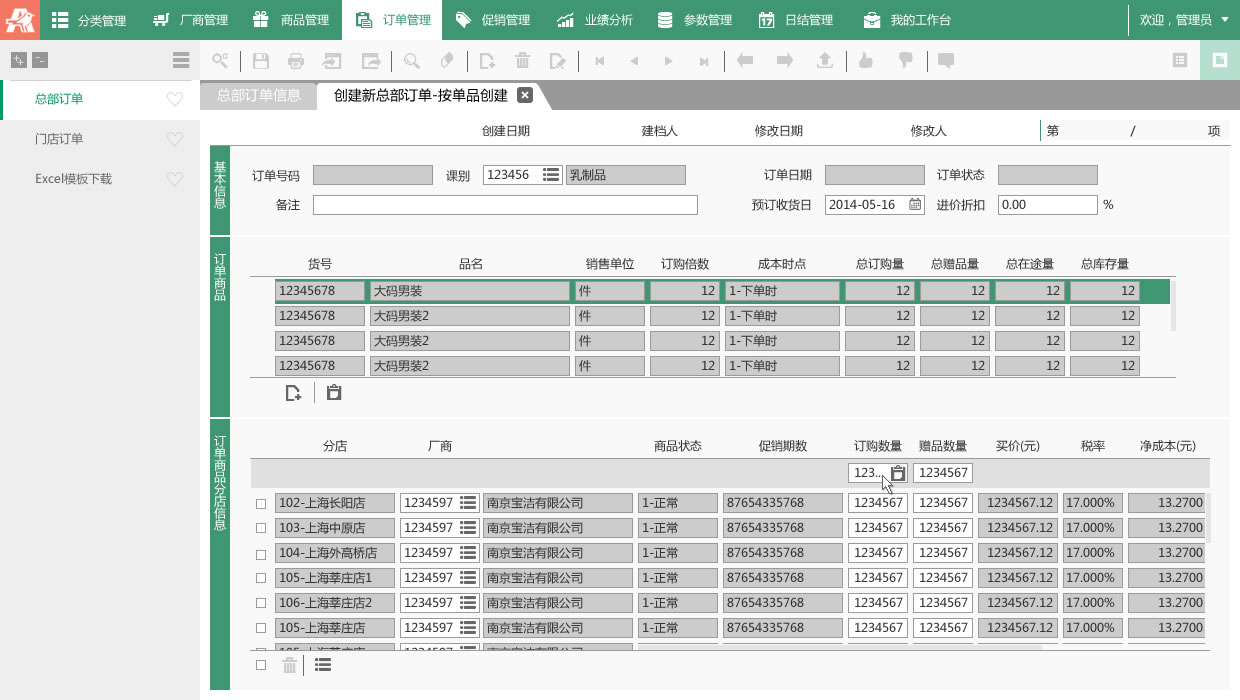 分类管理 厂商管理 商品管理 订单管理 促销管理 业绩分析 参数管理 日结管理 我的工作台 欢迎，管理员
总部订单
门店订单
Excel模板下载
总部订单信息 创建新总部订单-按单品创建
创建日期 建档人 修改日期 修改人 第 / 项
基本信息
订单号码 课别 123456 乳制品 订单日期 订单状态
备注 预订收货日 2014-05-16 进价折扣 0.00 %
订单商品
货号 品名 销售单位 订购倍数 成本时点 总订购量 总赠品量 总在途量 总库存量
12345678 大码男装 件 12 1-下单时 12 12 12 12
12345678 大码男装2 件 12 1-下单时 12 12 12 12
12345678 大码男装2 件 12 1-下单时 12 12 12 12
12345678 大码男装2 件 12 1-下单时 12 12 12 12
订单商品分店信息
分店 厂商 商品状态 促销期数 订购数量 赠品数量 买价(元) 税率 净成本(元)
123... 1234567
102-上海长阳店 1234597 南京宝洁有限公司 1-正常 87654335768 1234567 1234567 1234567.12 17.000% 13.2700
103-上海中原店 1234597 南京宝洁有限公司 1-正常 87654335768 1234567 1234567 1234567.12 17.000% 13.2700
104-上海外高桥店 1234597 南京宝洁有限公司 1-正常 87654335768 1234567 1234567 1234567.12 17.000% 13.2700
105-上海莘庄店1 1234597 南京宝洁有限公司 1-正常 87654335768 1234567 1234567 1234567.12 17.000% 13.2700
106-上海莘庄店2 1234597 南京宝洁有限公司 1-正常 87654335768 1234567 1234567 1234567.12 17.000% 13.2700
105-上海莘庄店 1234597 南京宝洁有限公司 1-正常 87654335768 1234567 1234567 1234567.12 17.000% 13.2700